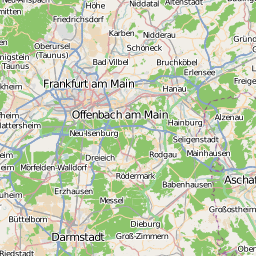 Friedrichsdorf
Niddatal
Altenstadt
Karben
Nidderau
Oberursel
(Taunus)
Schöneck
Bad-Vilbel
Bruchköbel
Erlensee
Frankfurt am Main
Hanau
Offenbach am Main
Alzenau
Hainburg
Neu-Isenburg
Hattersheim
Seligenstadt
Mainhausen
Dreieich
Rodgau
Mörfelden-Walldorf
Rödermark
Aschaf
Erzhausen
Babenhausen
Messel
Großostheim
Büttelborn
Dieburg
Darmstadt
Groß-Zimmern